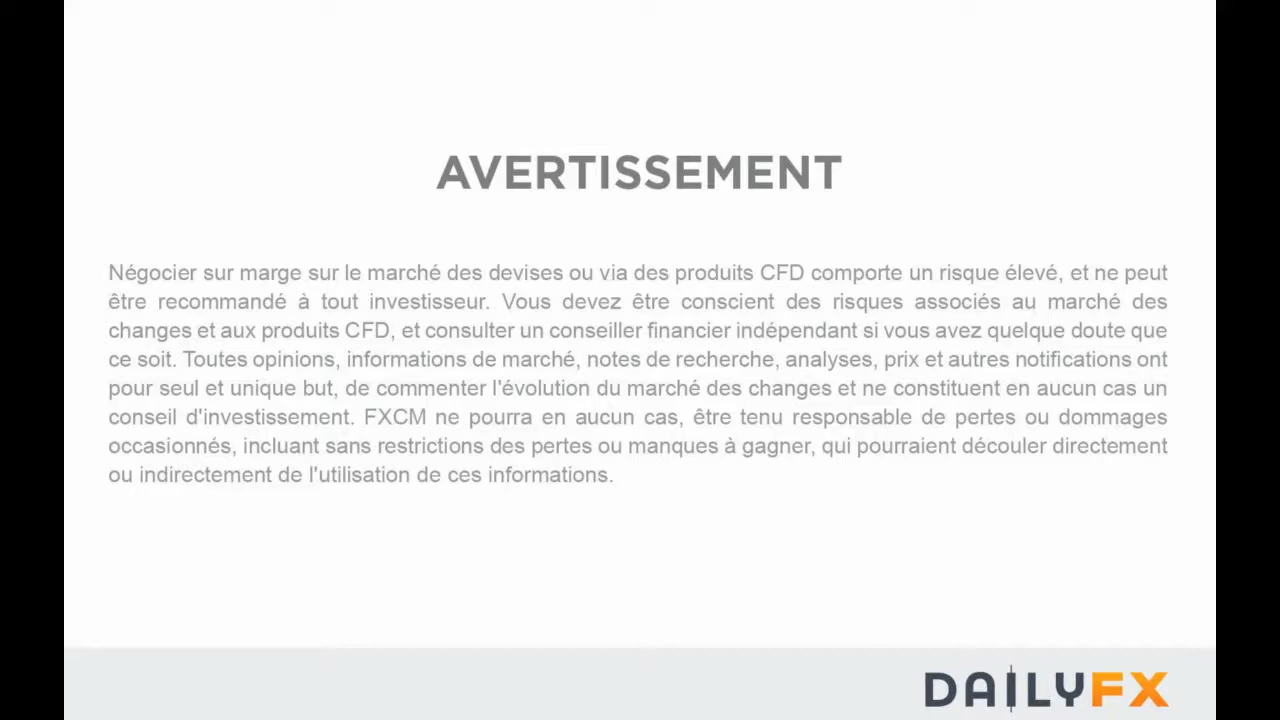 AVERTISSEMENT
Négocier sur marge sur le marché des devises ou via des produits CFD comporte un risque élevé, et ne peut
être recommandé à tout investisseur. Vous devez être conscient des risques associés au marché des
changes et aux produits CFD, et consulter un conseiller financier indépendant si vous avez quelque doute que
ce soit. Toutes opinions, informations de marché, notes de recherche, analyses, prix et autres notifications ont
pour seul et unique but, de commenter l'évolution du marché des changes et ne constituent en aucun cas un
conseil d'investissement. FXCM ne pourra en aucun cas, être tenu responsable de pertes ou dommages
occasionnés, incluant sans restrictions des pertes ou manques à gagner, qui pourraient découler directement
ou indirectement de l'utilisation de ces informations.
DAILYFX